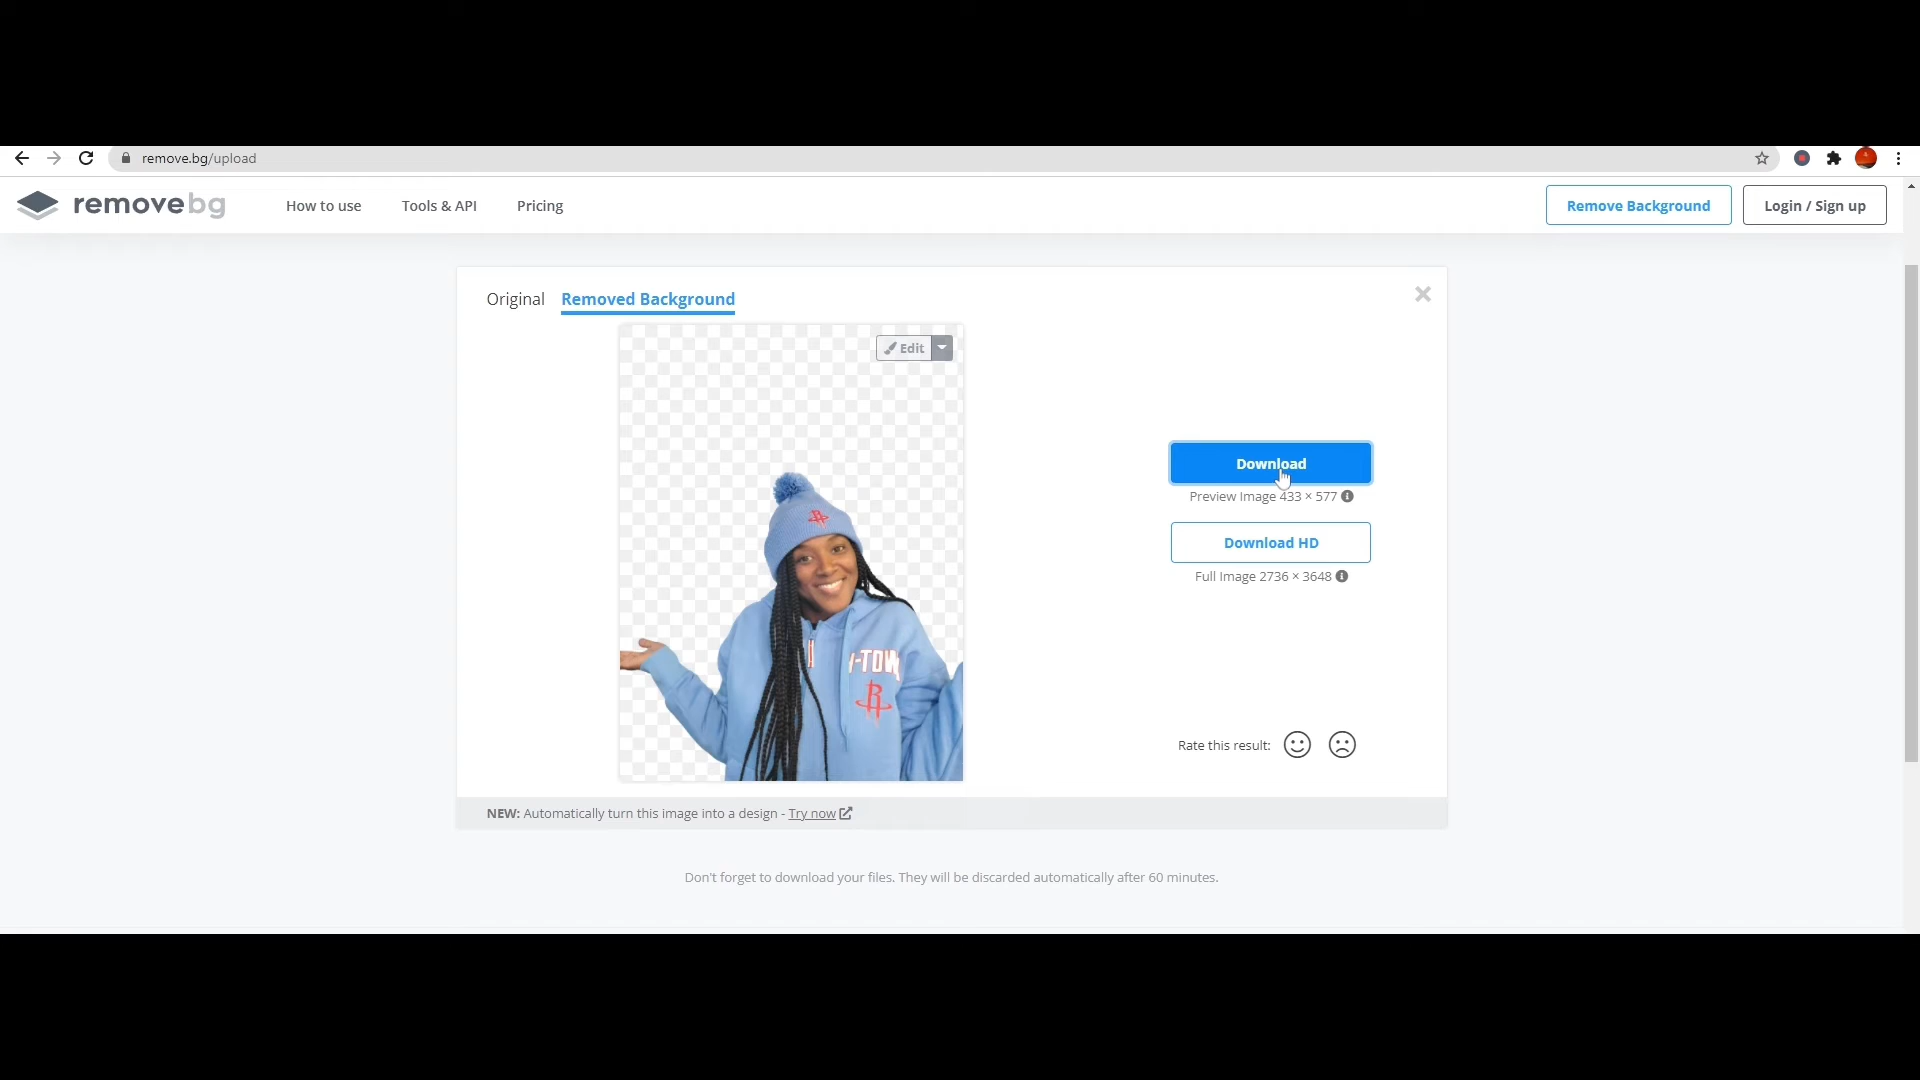 remove.bg/upload
removebg
How to use
Tools & API
Pricing
Remove Background
Login / Sign up
Original
Removed Background
Edit
Download
Preview Image 433 × 577
Download HD
Full Image 2736 × 3648
-TOW
R
Rate this result:
NEW: Automatically turn this image into a design - Try now
Don't forget to download your files. They will be discarded automatically after 60 minutes.